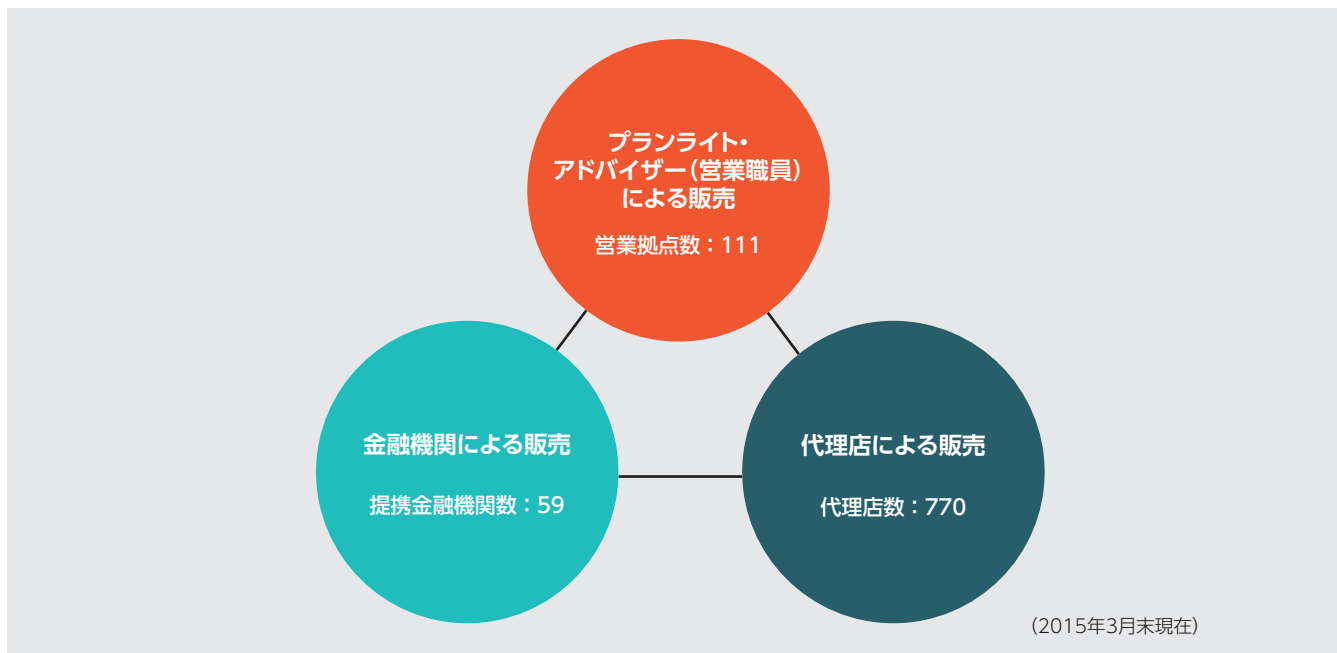 プランライト・
アドバイザー(営業職員)
による販売
営業拠点数：111
金融機関による販売
提携金融機関数：59
代理店による販売
代理店数：770
(2015年3月末現在)